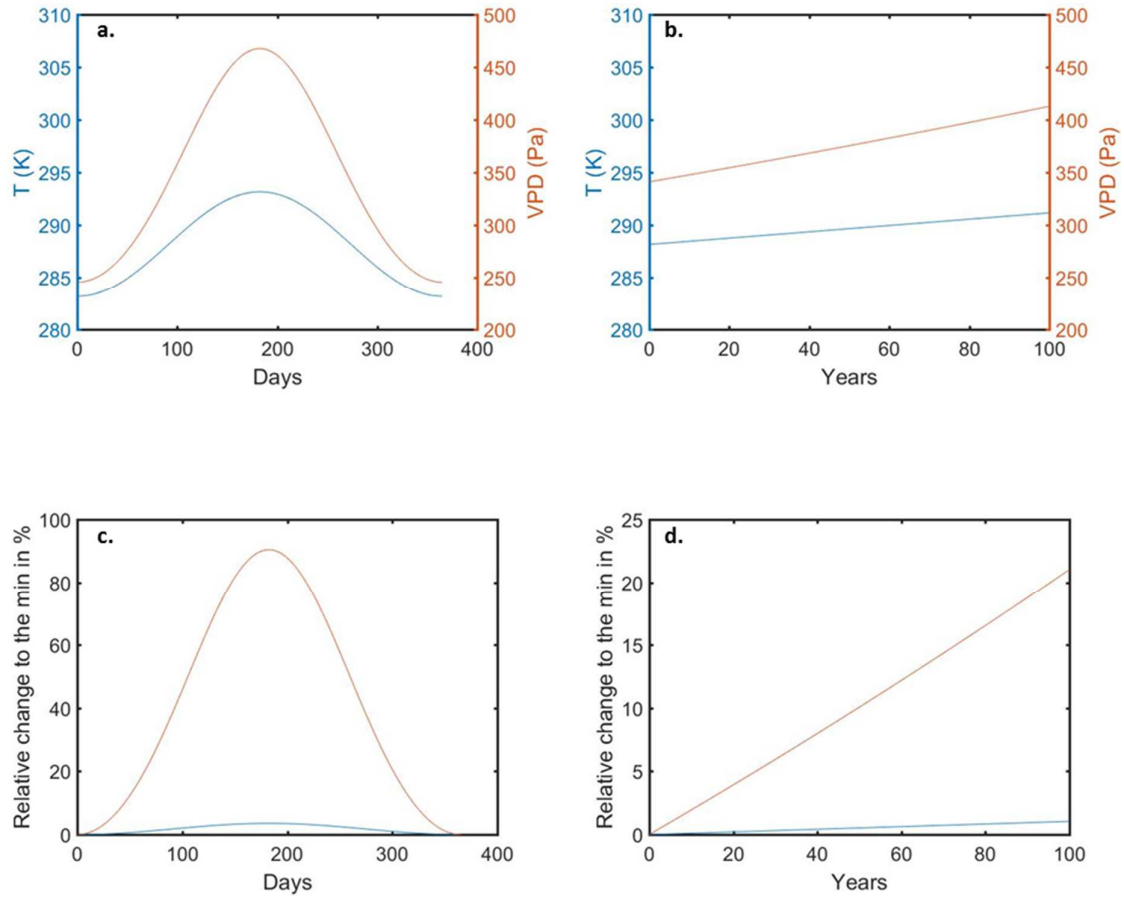 a.
310
305
300
295
290
285
280
T (K)
500
450
400
350
300
250
200
VPD (Pa)
0 100 200 300 400
Days
b.
310
305
300
295
290
285
280
T (K)
500
450
400
350
300
250
200
VPD (Pa)
0 20 40 60 80 100
Years
c.
100
80
60
40
20
0
Relative change to the min in %
0 100 200 300 400
Days
d.
25
20
15
10
5
0
Relative change to the min in %
0 20 40 60 80 100
Years